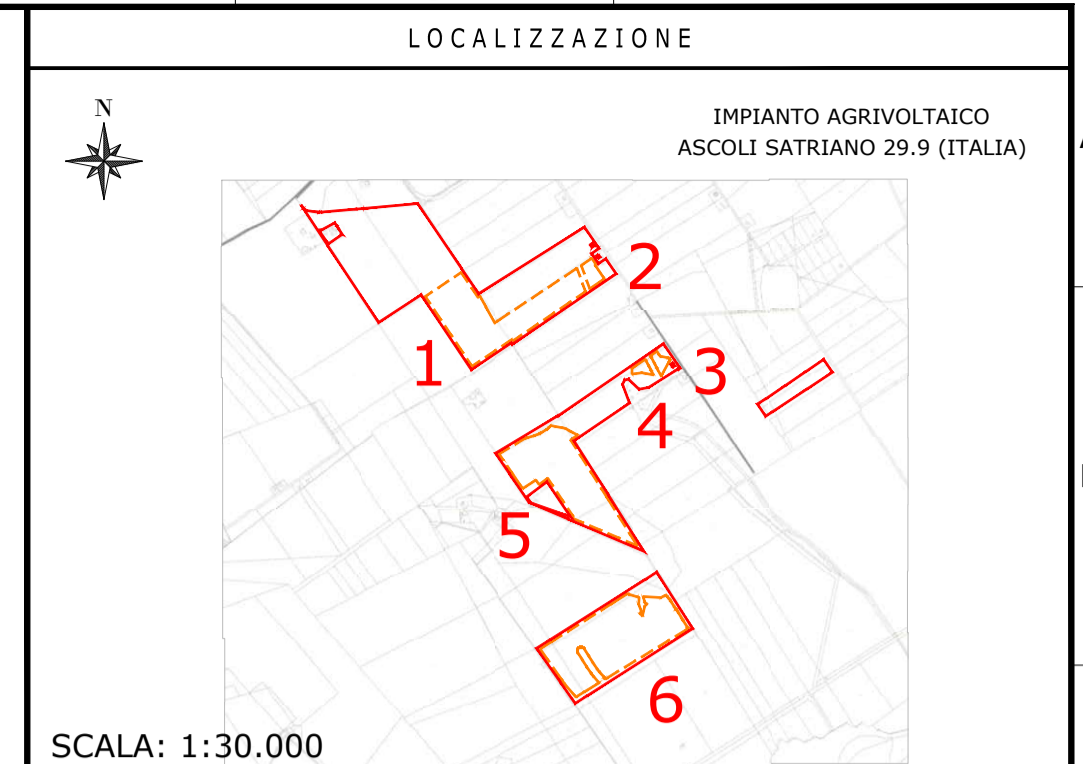 LOCALIZZAZIONE
N
IMPIANTO AGRIVOLTAICO
ASCOLI SATRIANO 29.9 (ITALIA)
2
1
3
4
5
6
SCALA: 1:30.000